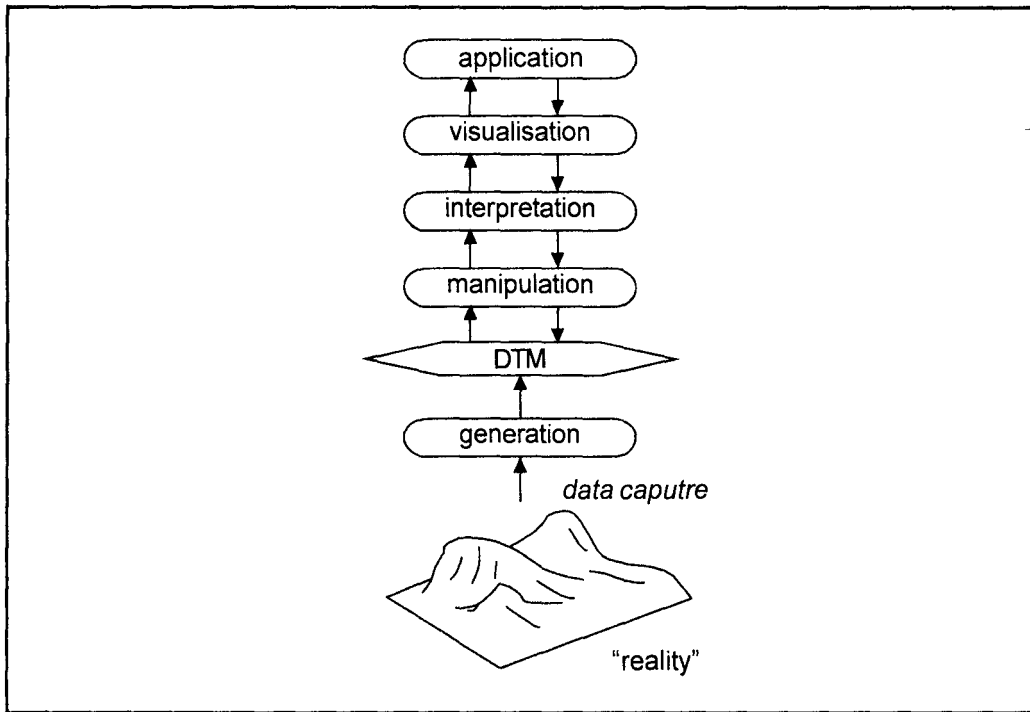 application
visualisation
interpretation
manipulation
DTM
generation
data caputre
"reality"